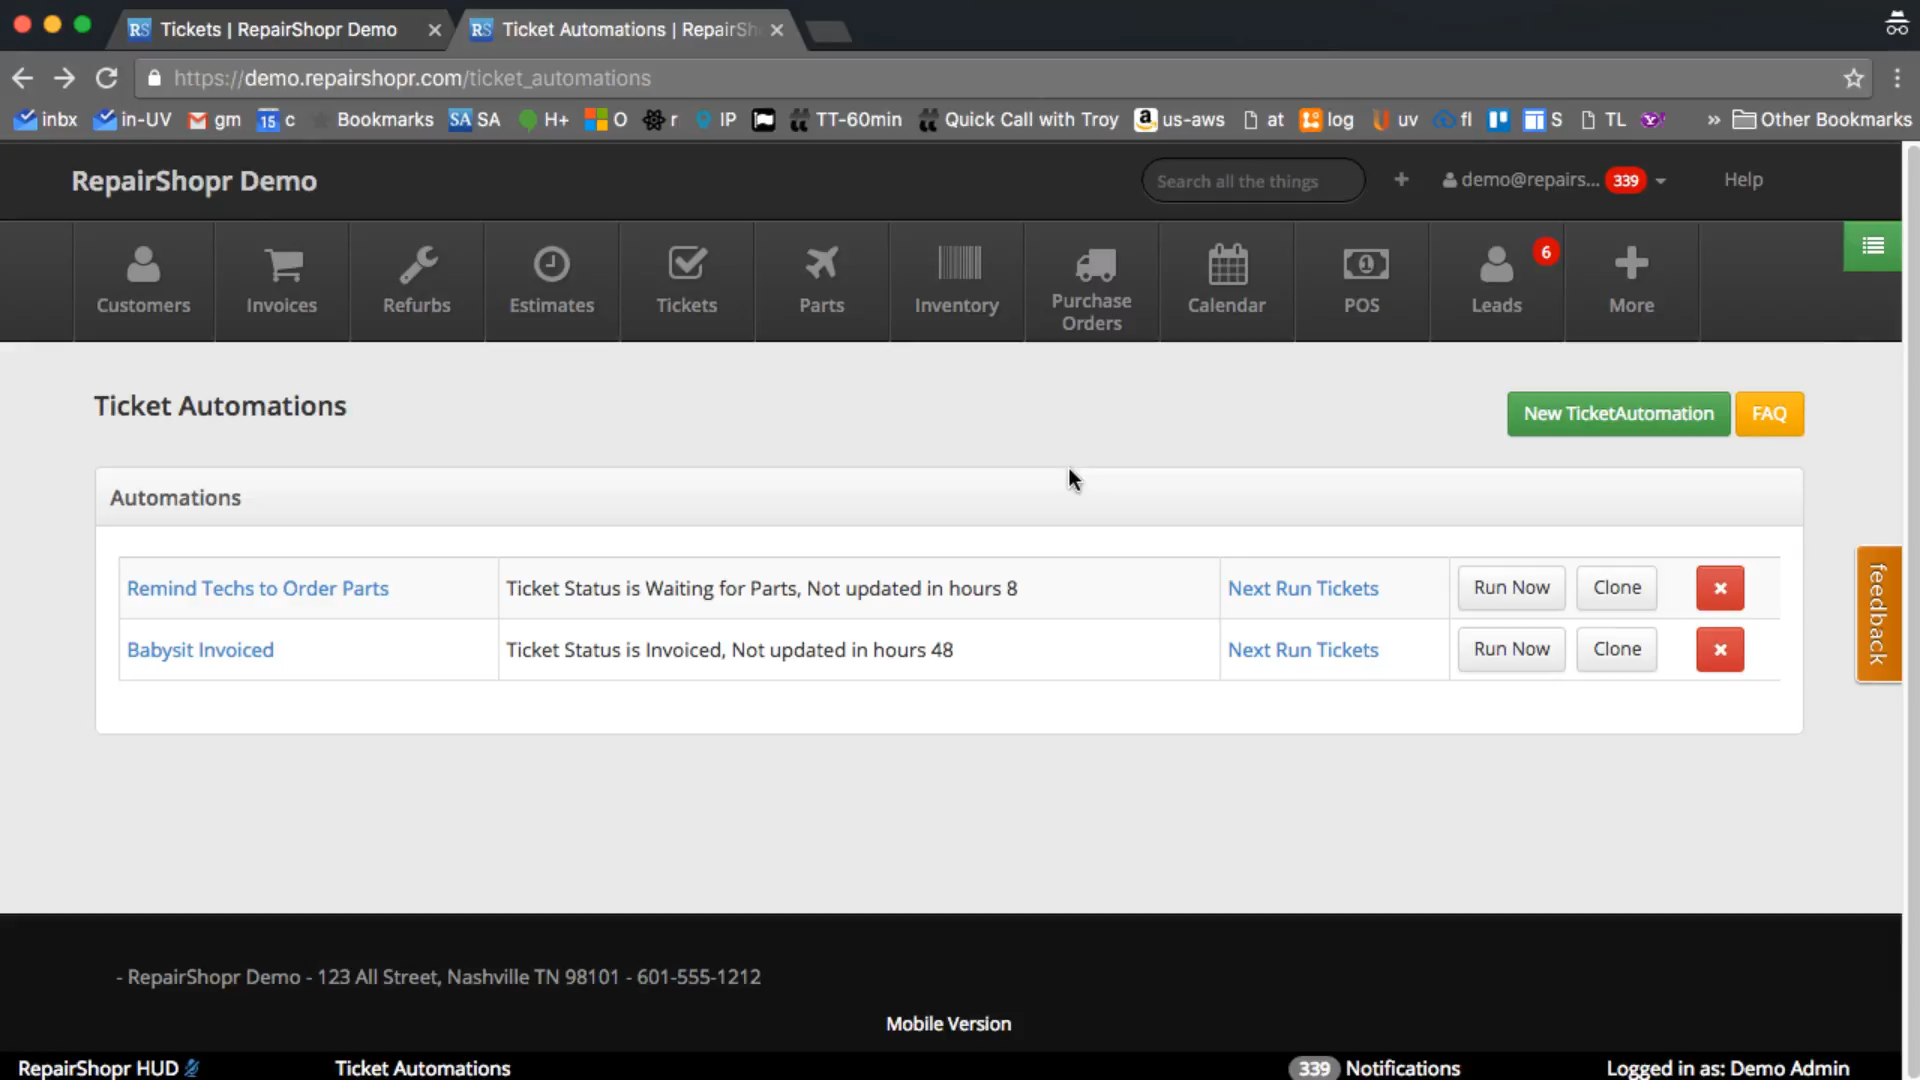 RS Tickets | RepairShopr Demo
RS Ticket Automations | RepairSh
https://demo.repairshopr.com/ticket_automations
inbx in-UV gm 15 c Bookmarks SA SA H+ O r IP TT-60min Quick Call with Troy a us-aws at log uv fl S TL Y! » Other Bookmarks
RepairShopr Demo
Search all the things
demo@repairs... 339
Help
Customers
Invoices
Refurbs
Estimates
Tickets
Parts
Inventory
Purchase
Orders
Calendar
POS
Leads 6
More
Ticket Automations
New TicketAutomation FAQ
Automations
Remind Techs to Order Parts Ticket Status is Waiting for Parts, Not updated in hours 8 Next Run Tickets Run Now Clone
Babysit Invoiced Ticket Status is Invoiced, Not updated in hours 48 Next Run Tickets Run Now Clone
feedback
- RepairShopr Demo - 123 All Street, Nashville TN 98101 - 601-555-1212
Mobile Version
RepairShopr HUD Ticket Automations 339 Notifications Logged in as: Demo Admin